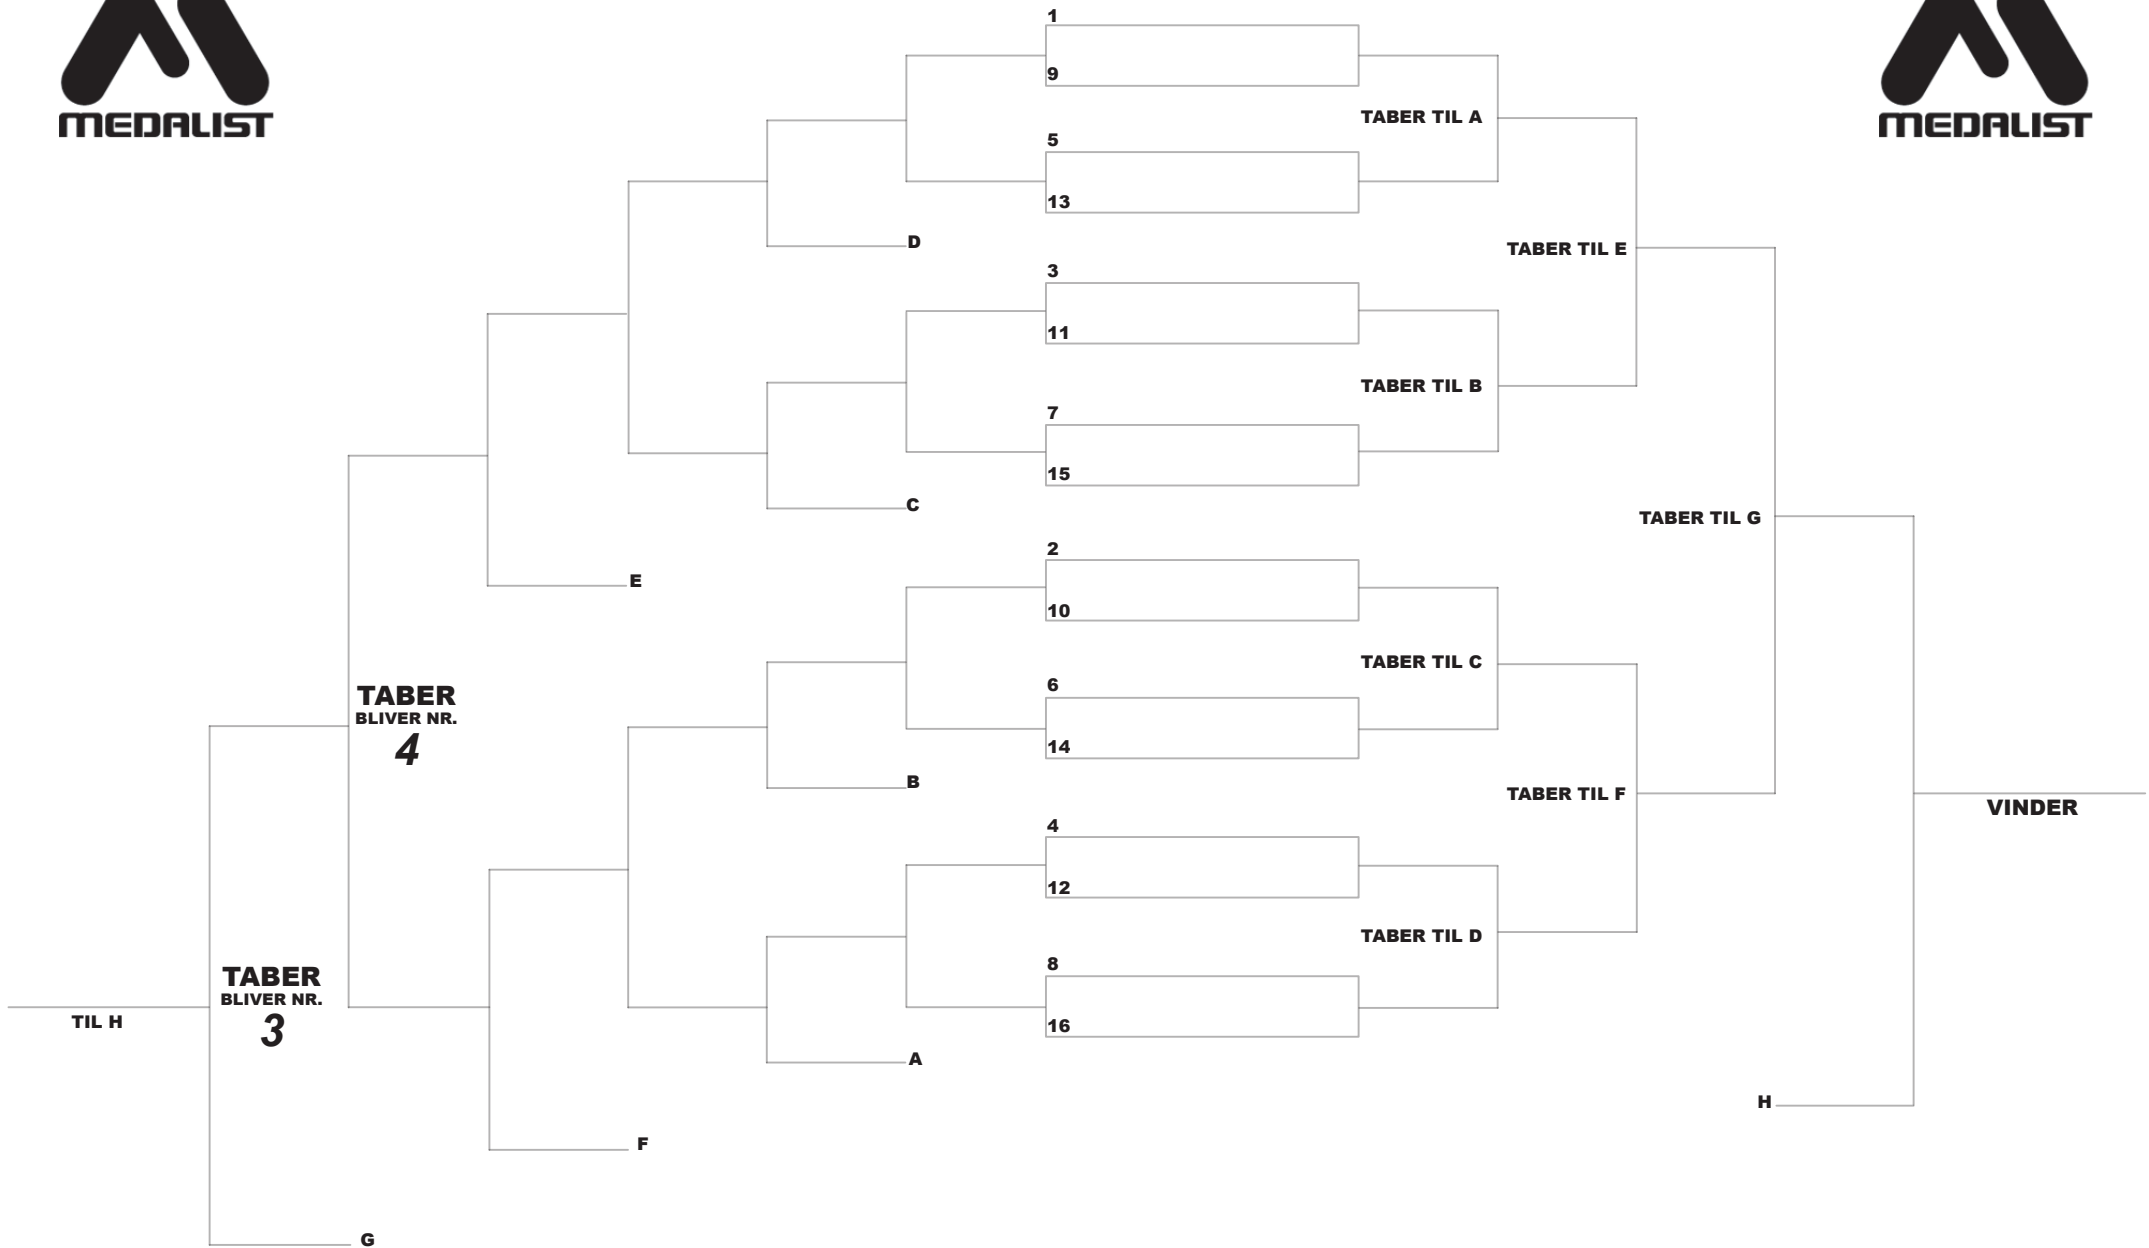 MEDALIST
MEDALIST
1
9
TABER TIL A
5
13
D
TABER TIL E
3
11
TABER TIL B
7
15
C
TABER TIL G
2
10
E
TABER TIL C
6
14
TABER
BLIVER NR.
4
B
TABER TIL F
VINDER
4
12
TABER TIL D
8
16
TABER
BLIVER NR.
3
TIL H
A
H
F
G